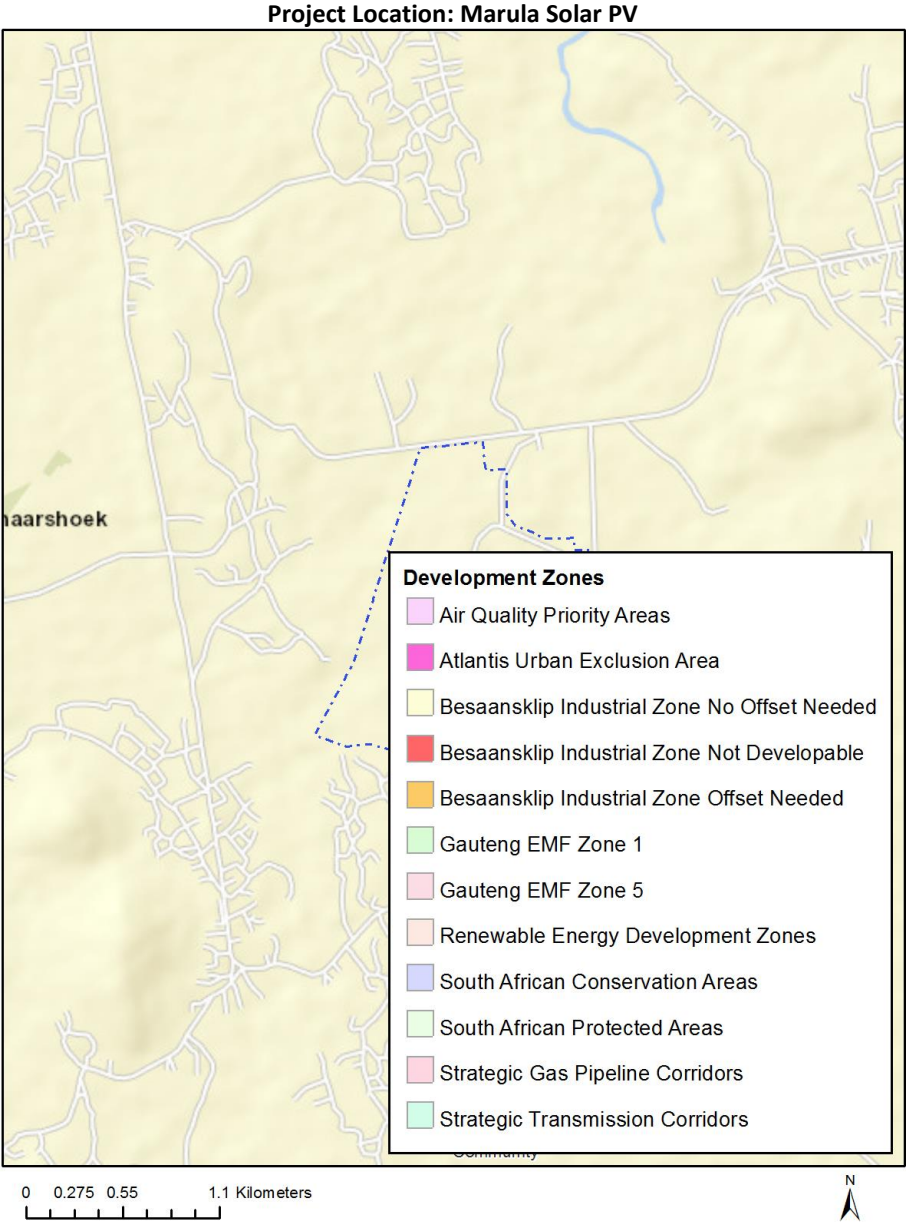 Project Location: Marula Solar PV
haarshoek
Development Zones
Air Quality Priority Areas
Atlantis Urban Exclusion Area
Besaansklip Industrial Zone No Offset Needed
Besaansklip Industrial Zone Not Developable
Besaansklip Industrial Zone Offset Needed
Gauteng EMF Zone 1
Gauteng EMF Zone 5
Renewable Energy Development Zones
South African Conservation Areas
South African Protected Areas
Strategic Gas Pipeline Corridors
Strategic Transmission Corridors
Community
0 0.275 0.55 1.1 Kilometers
N